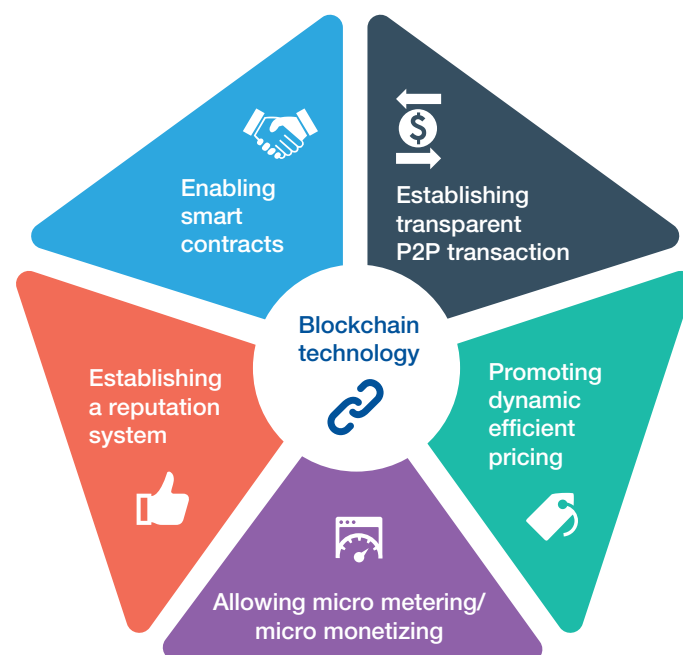 Enabling
smart
contracts
Establishing
transparent
P2P transaction
Blockchain
technology
Establishing
a reputation
system
Promoting
dynamic
efficient
pricing
$
Allowing micro metering/
micro monetizing